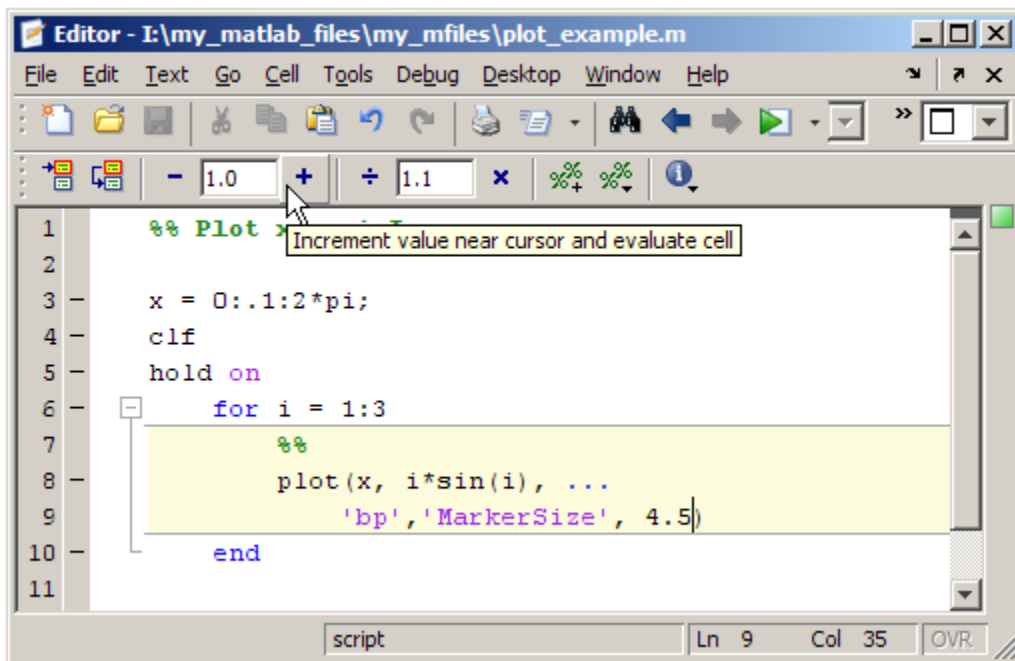 Editor - I:\my_matlab_files\my_mfiles\plot_example.m
File Edit Text Go Cell Tools Debug Desktop Window Help
- 1.0 + ÷ 1.1 ×
1 %% Plot x
Increment value near cursor and evaluate cell
2
3 - x = 0:.1:2*pi;
4 - clf
5 - hold on
6 - for i = 1:3
7 %%
8 - plot(x, i*sin(i), ...
9 'bp','MarkerSize', 4.5)
10 - end
11
script Ln 9 Col 35 OVR